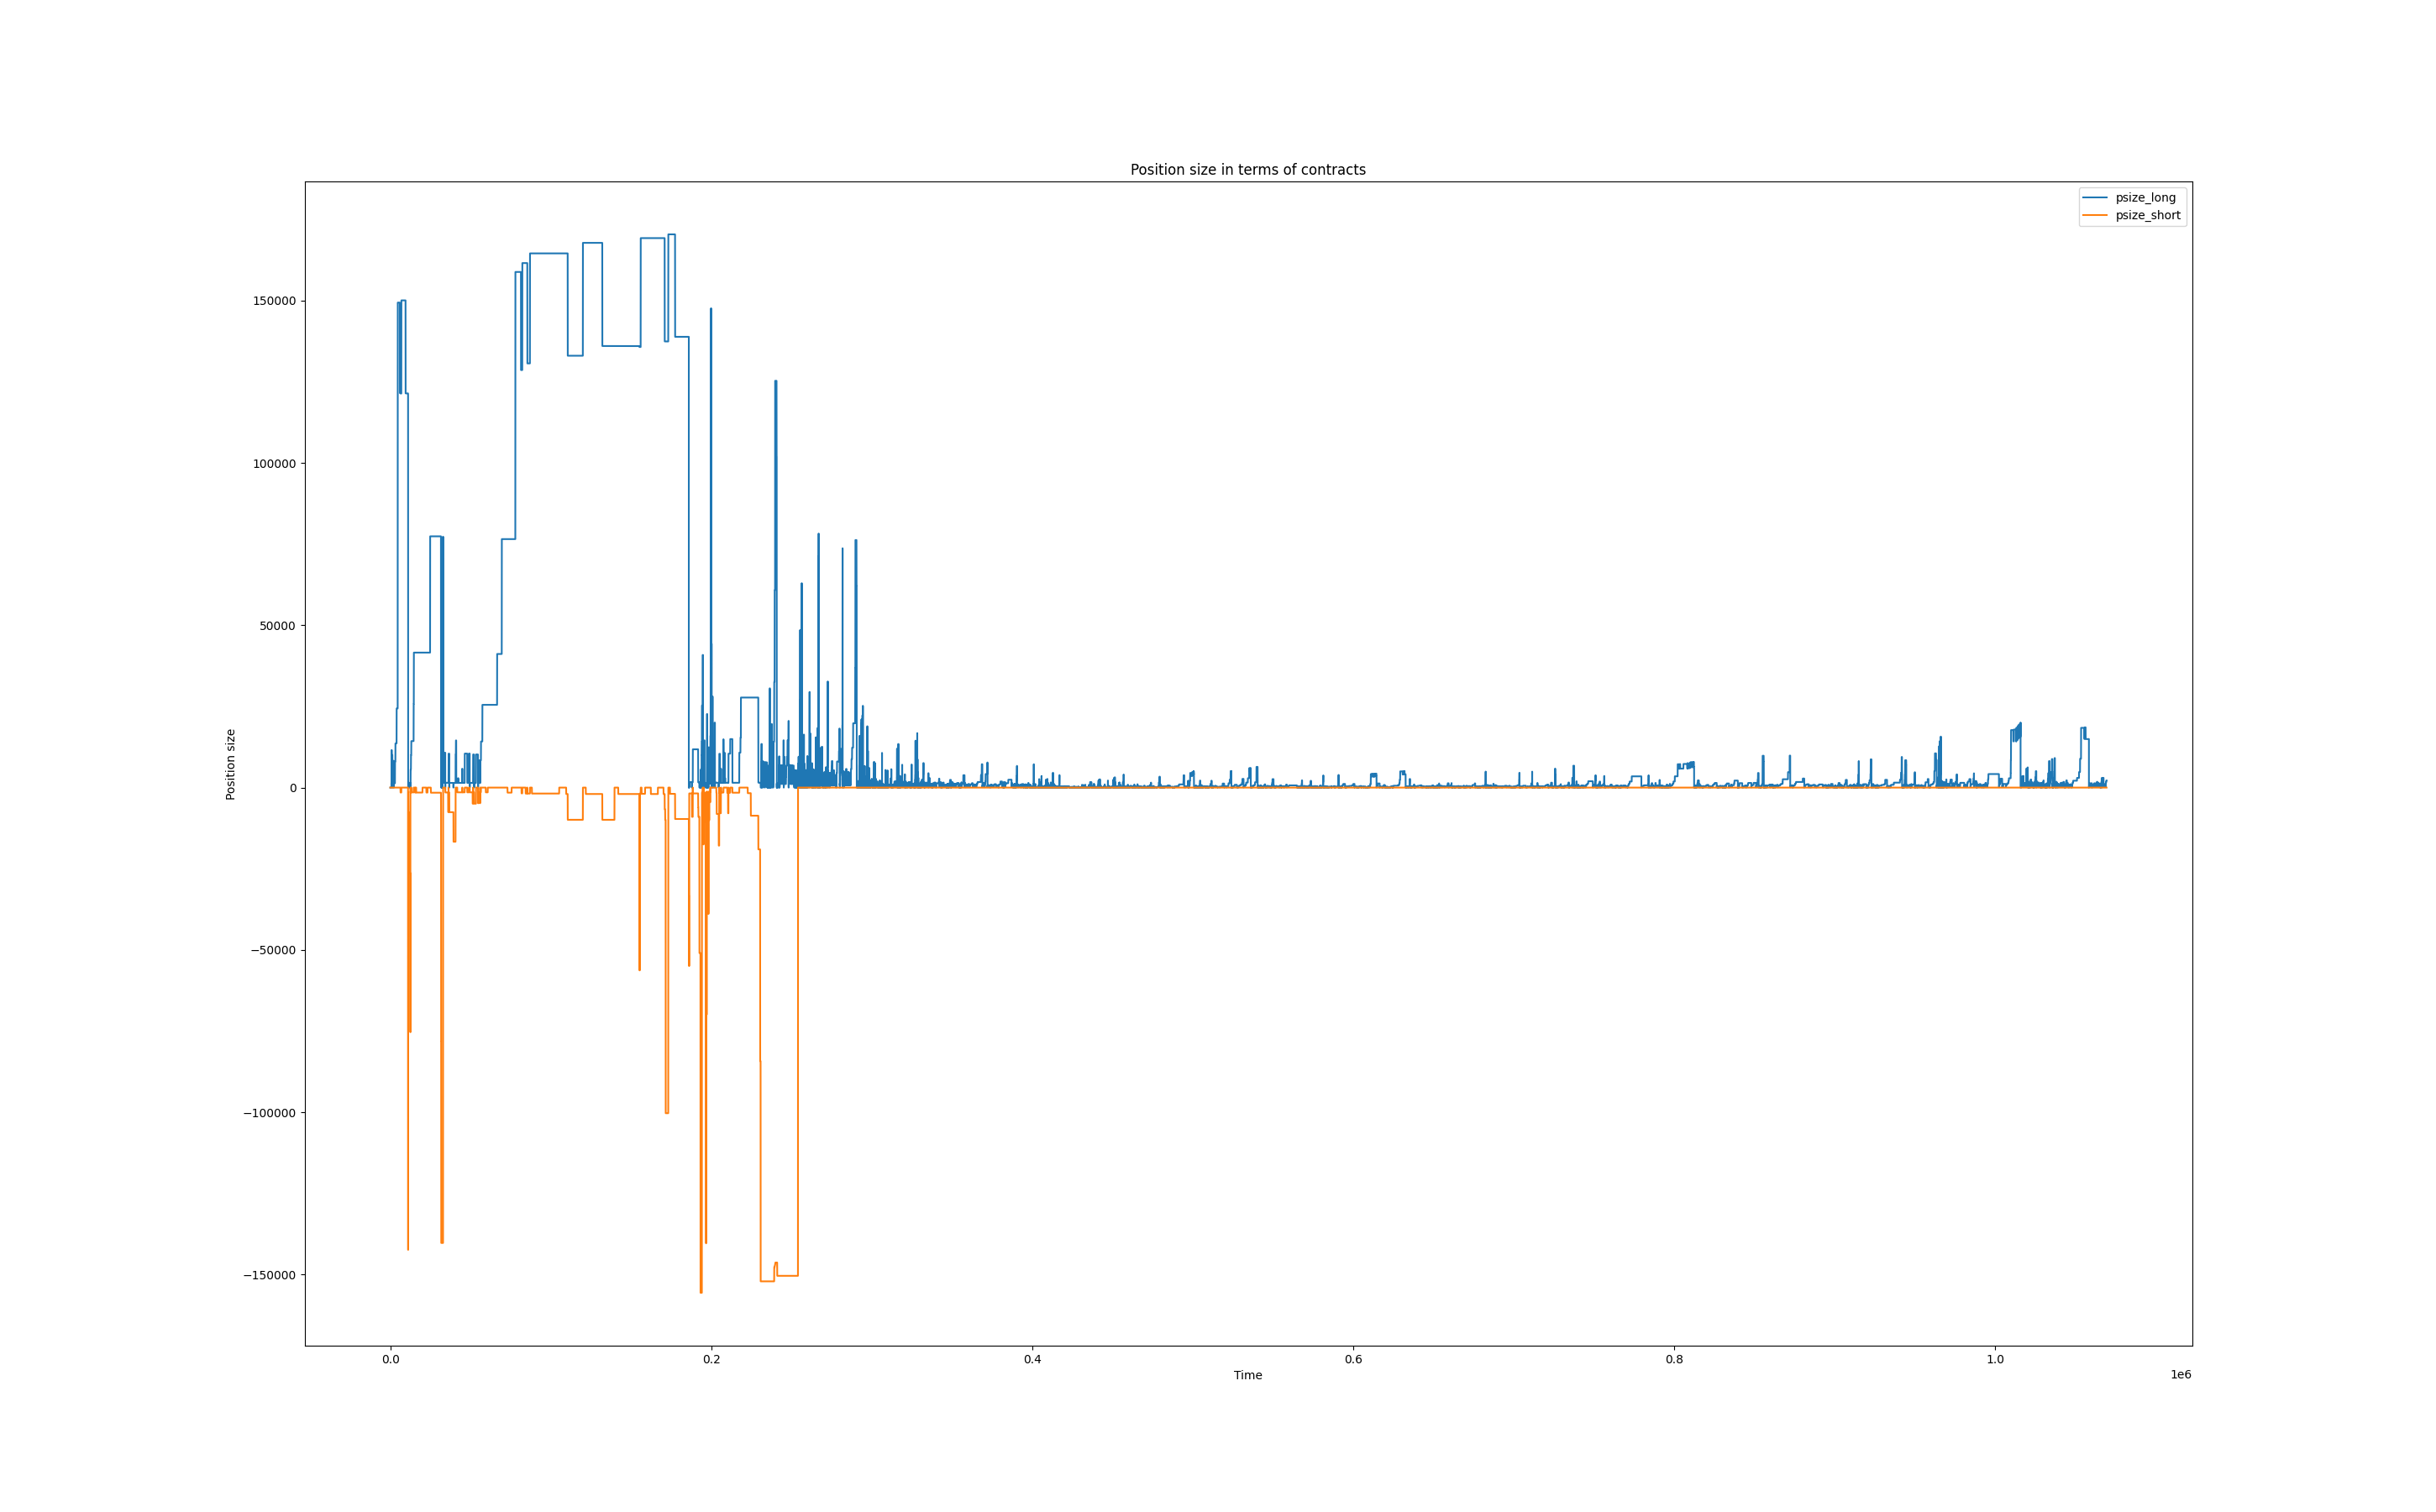 Position size in terms of contracts
psize_long
psize_short
150000
100000
50000
0
−50000
−100000
−150000
Position size
0.0
0.2
0.4
0.6
0.8
1.0
Time
1e6